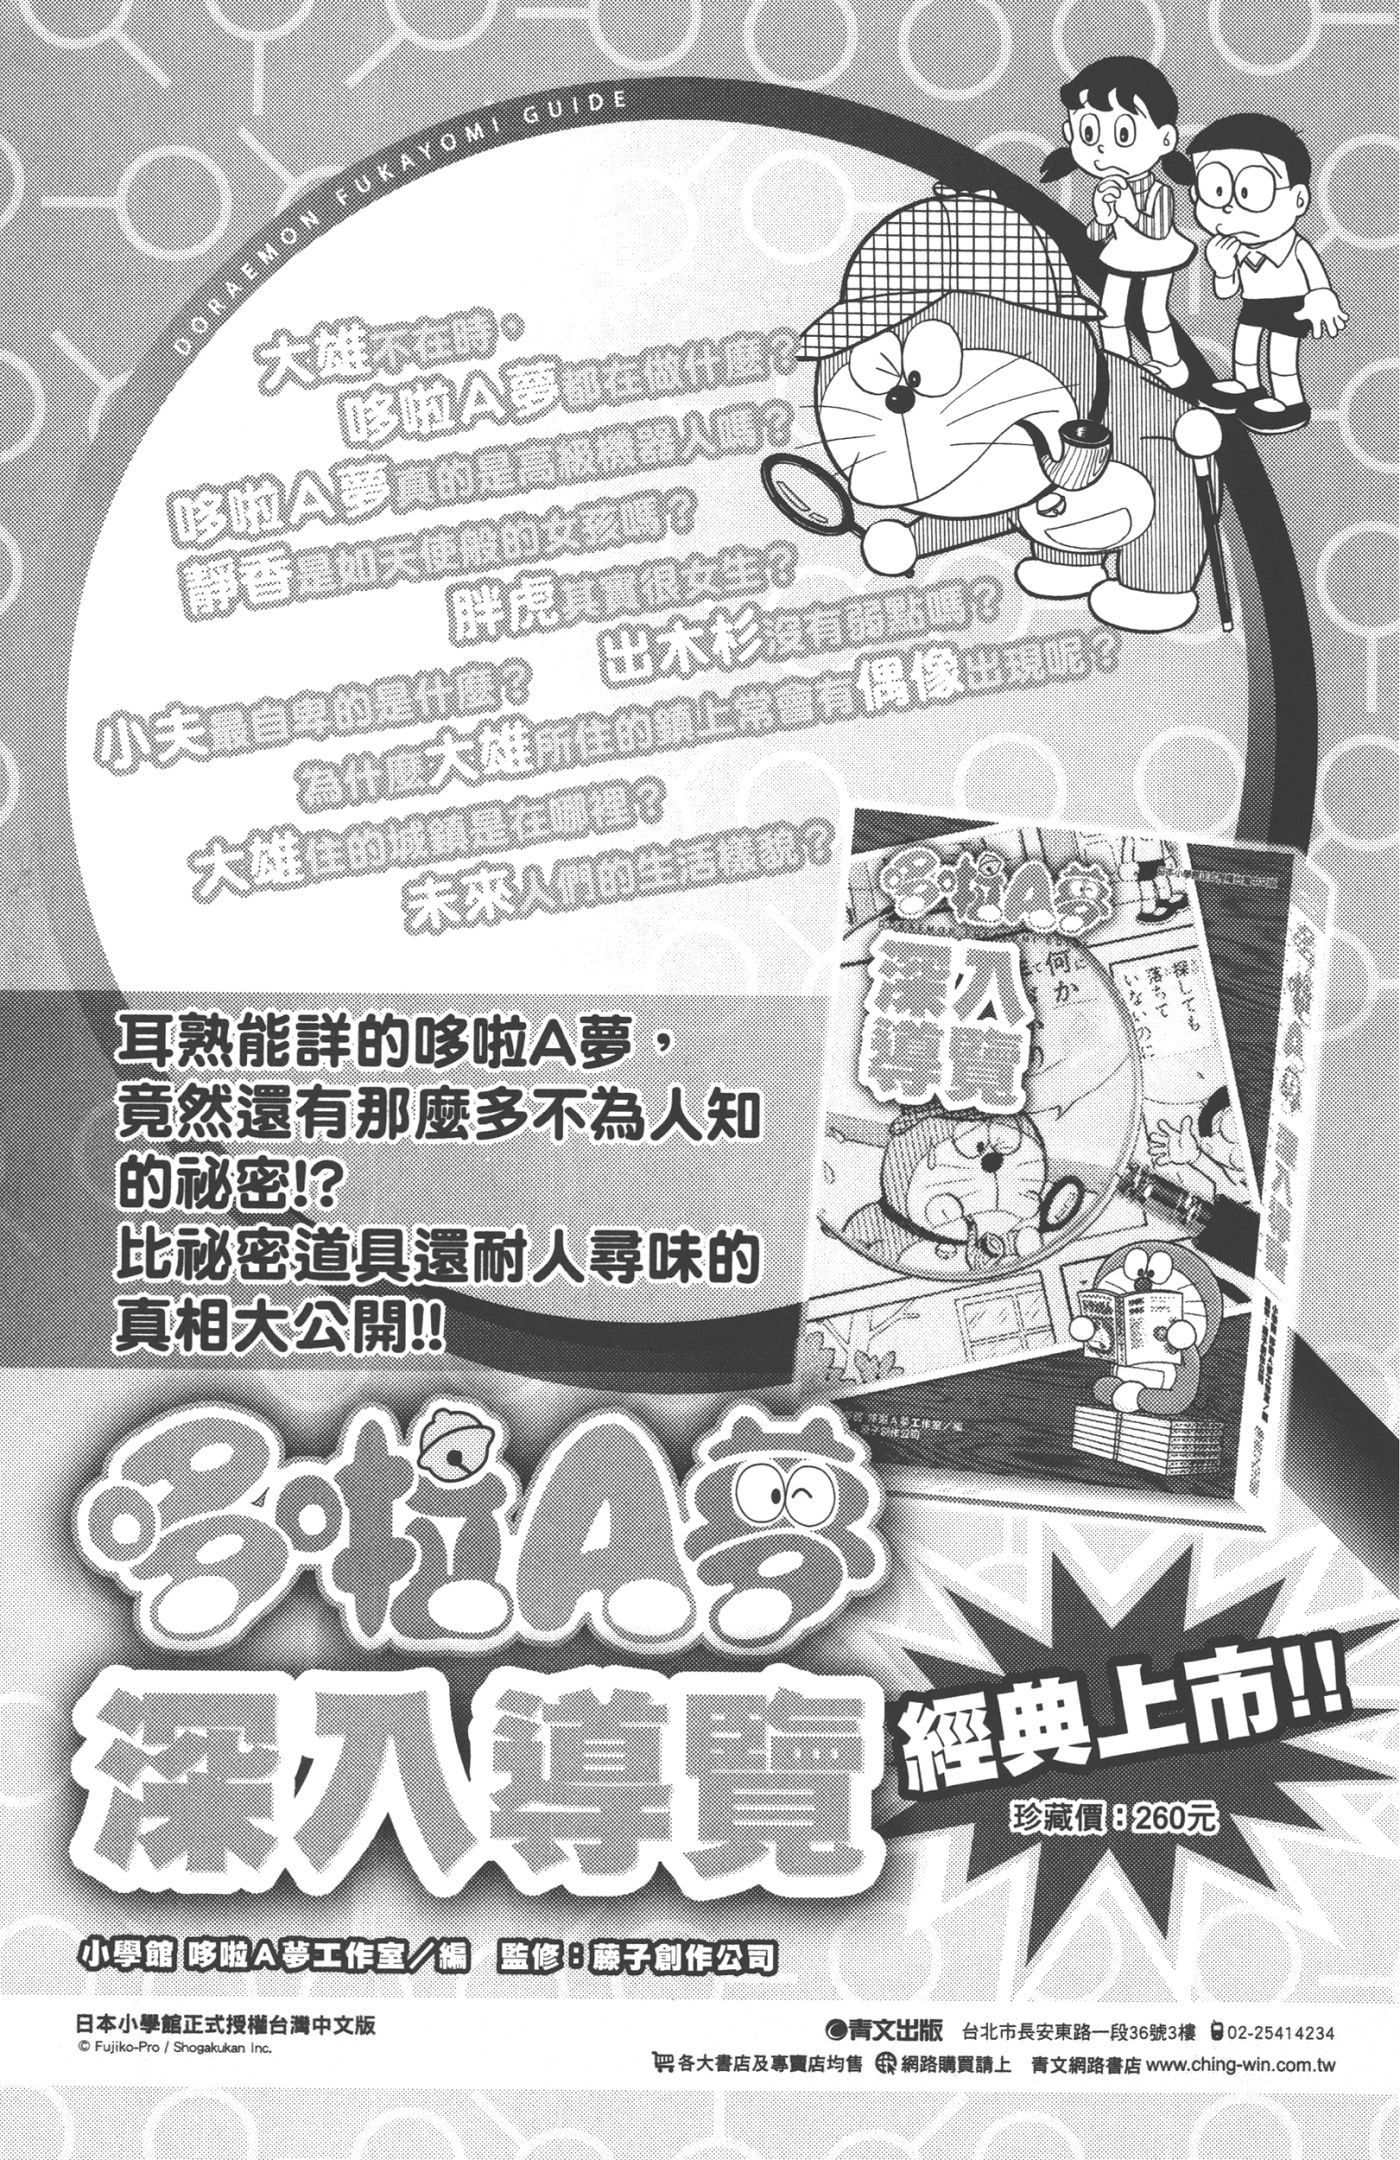 DORAEMON FUKAYOMI GUIDE
大雄不在時，
哆啦A夢都在做什麼？
哆啦A夢真的是高級機器人嗎？
靜香是如天使般的女孩嗎？
胖虎其實很女生？
出木杉沒有弱點嗎？
小夫最自卑的是什麼？
為什麼大雄所住的鎮上常會有偶像出現呢？
大雄住的城鎮是在哪裡？
未來人們的生活樣貌？
哆啦A夢
深入
導覽
何か
探しても
落ちて
いないのに
耳熟能詳的哆啦A夢，
竟然還有那麼多不為人知
的祕密!?
比祕密道具還耐人尋味的
真相大公開!!
哆啦A夢
深入導覽
經典上市!!
珍藏價：260元
小學館 哆啦A夢工作室／編　監修：藤子創作公司
日本小學館正式授權台灣中文版
© Fujiko-Pro / Shogakukan Inc.
青文出版　台北市長安東路一段36號3樓　02-25414234
各大書店及專賣店均售　網路購買請上　青文網路書店 www.ching-win.com.tw